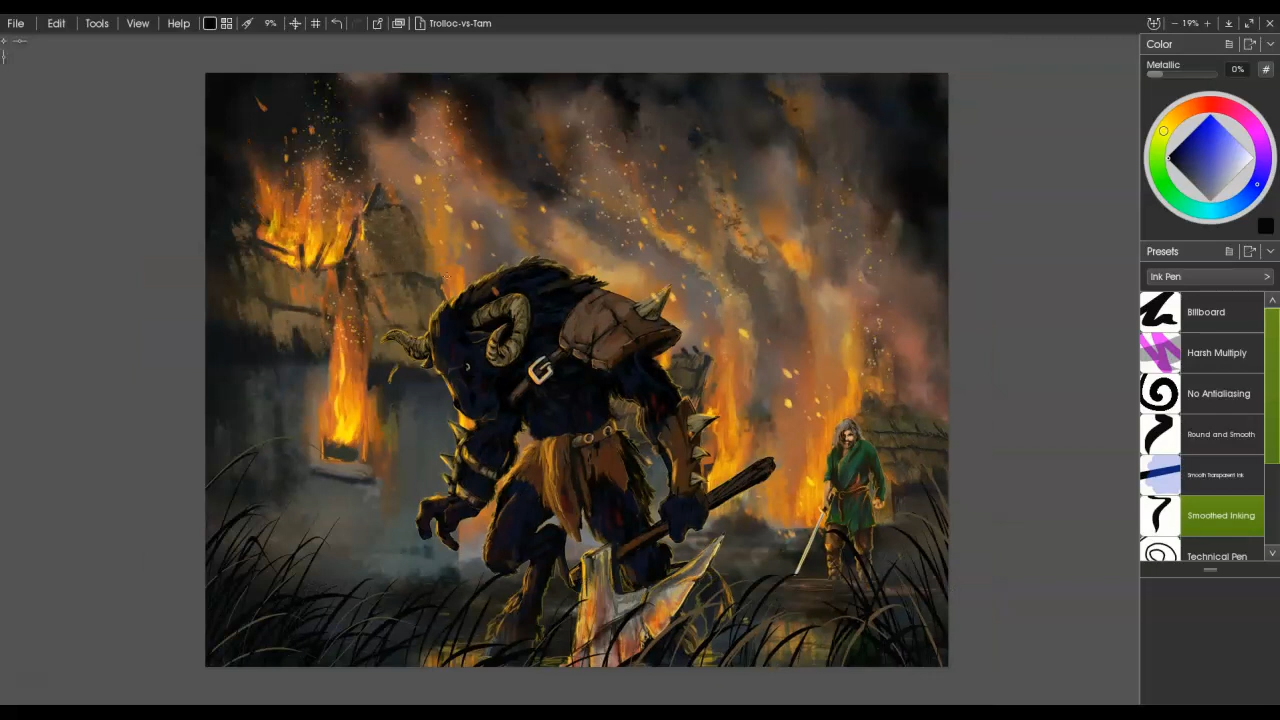 File Edit Tools View Help 9% Trolloc-vs-Tam 19%
Color
Metallic 0% #
Presets
Ink Pen >
Billboard
Harsh Multiply
No Antialiasing
Round and Smooth
Smooth Transparent Ink
Smoothed Inking
Technical Pen